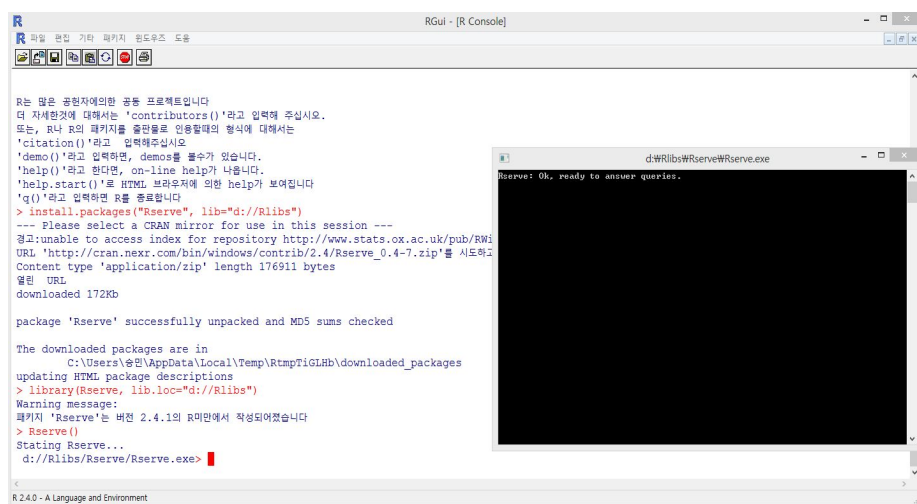 RGui - [R Console]
파일 편집 기타 패키지 윈도우즈 도움
R는 많은 공헌자에의한 공동 프로젝트입니다
더 자세한것에 대해서는 'contributors()'라고 입력해 주십시오.
또는, R나 R의 패키지를 출판물로 인용할때의 형식에 대해서는
'citation()'라고 입력해주십시오
'demo()'라고 입력하면, demos를 볼수가 있습니다.
'help()'라고 한다면, on-line help가 나옵니다.
'help.start()'로 HTML 브라우저에 의한 help가 보여집니다
'q()'라고 입력하면 R를 종료합니다
> install.packages("Rserve", lib="d://Rlibs")
--- Please select a CRAN mirror for use in this session ---
경고:unable to access index for repository http://www.stats.ox.ac.uk/pub/RWi
URL 'http://cran.nexr.com/bin/windows/contrib/2.4/Rserve_0.4-7.zip'를 시도하고
Content type 'application/zip' length 176911 bytes
열린 URL
downloaded 172Kb
package 'Rserve' successfully unpacked and MD5 sums checked
The downloaded packages are in
C:\Users\승민\AppData\Local\Temp\RtmpTiGLHb\downloaded_packages
updating HTML package descriptions
> library(Rserve, lib.loc="d://Rlibs")
Warning message:
패키지 'Rserve'는 버전 2.4.1의 R미만에서 작성되어졌습니다
> Rserve()
Stating Rserve...
d://Rlibs/Rserve/Rserve.exe>
d:₩Rlibs₩Rserve₩Rserve.exe
Rserve: Ok, ready to answer queries.
R 2.4.0 - A Language and Environment